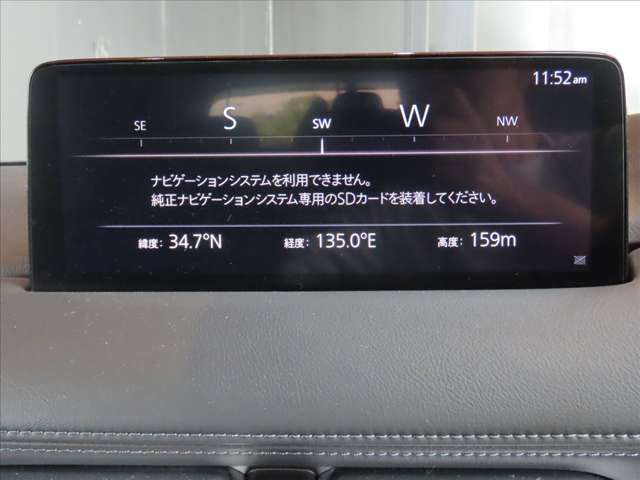 11:52am
SE S SW W NW
ナビゲーションシステムを利用できません。
純正ナビゲーションシステム専用のSDカードを装着してください。
緯度: 34.7°N 経度: 135.0°E 高度: 159m